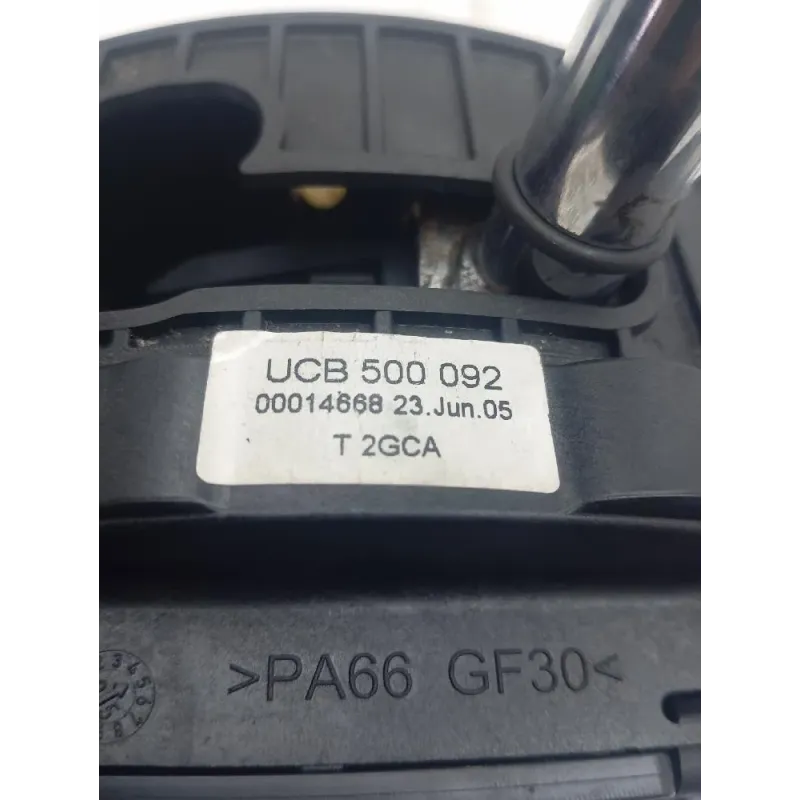 UCB 500 092
00014668 23.Jun.05
T 2GCA
>PA66 GF30<